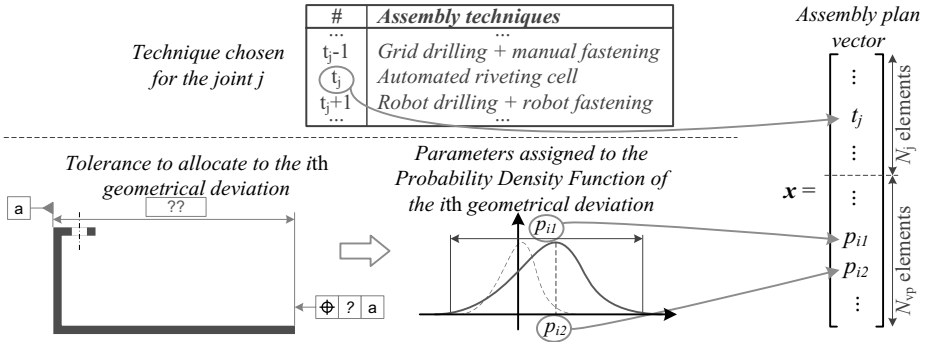 # Assembly techniques
...
...
t_j-1 Grid drilling + manual fastening
t_j Automated riveting cell
t_j+1 Robot drilling + robot fastening
...
...
Technique chosen
for the joint j
Assembly plan
vector
x =
⋮
t_j
⋮
⋮
p_i1
p_i2
⋮
N_j elements
N_vp elements
Tolerance to allocate to the ith
geometrical deviation
a
??
⌖ ? a
Parameters assigned to the
Probability Density Function of
the ith geometrical deviation
p_i1
p_i2